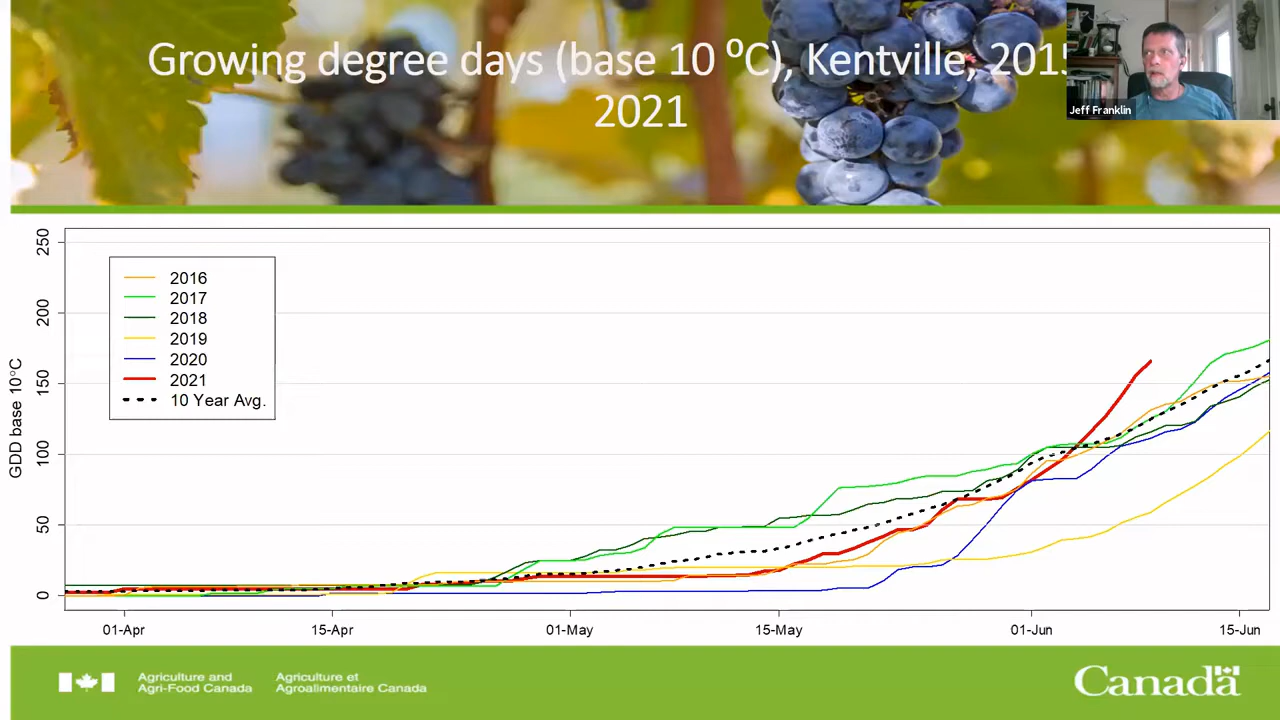 Growing degree days (base 10 ⁰C), Kentville, 2015
2021
Jeff Franklin
250
200
150
100
50
0
GDD base 10°C
2016
2017
2018
2019
2020
2021
10 Year Avg.
01-Apr
15-Apr
01-May
15-May
01-Jun
15-Jun
Agriculture and
Agri-Food Canada
Agriculture et
Agroalimentaire Canada
Canada